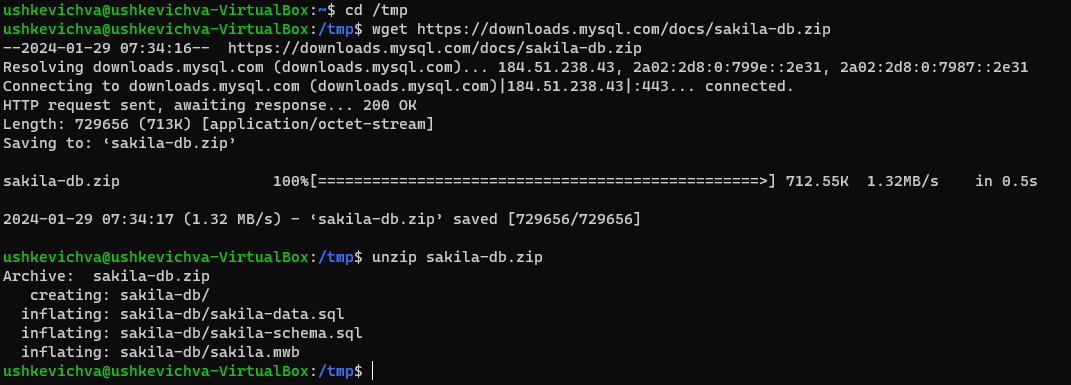 ushkevichva@ushkevichva-VirtualBox:~$ cd /tmp
ushkevichva@ushkevichva-VirtualBox:/tmp$ wget https://downloads.mysql.com/docs/sakila-db.zip
--2024-01-29 07:34:16--  https://downloads.mysql.com/docs/sakila-db.zip
Resolving downloads.mysql.com (downloads.mysql.com)... 184.51.238.43, 2a02:2d8:0:799e::2e31, 2a02:2d8:0:7987::2e31
Connecting to downloads.mysql.com (downloads.mysql.com)|184.51.238.43|:443... connected.
HTTP request sent, awaiting response... 200 OK
Length: 729656 (713K) [application/octet-stream]
Saving to: ‘sakila-db.zip’
sakila-db.zip                 100%[=================================================>] 712.55K  1.32MB/s    in 0.5s
2024-01-29 07:34:17 (1.32 MB/s) - ‘sakila-db.zip’ saved [729656/729656]
ushkevichva@ushkevichva-VirtualBox:/tmp$ unzip sakila-db.zip
Archive:  sakila-db.zip
   creating: sakila-db/
  inflating: sakila-db/sakila-data.sql
  inflating: sakila-db/sakila-schema.sql
  inflating: sakila-db/sakila.mwb
ushkevichva@ushkevichva-VirtualBox:/tmp$